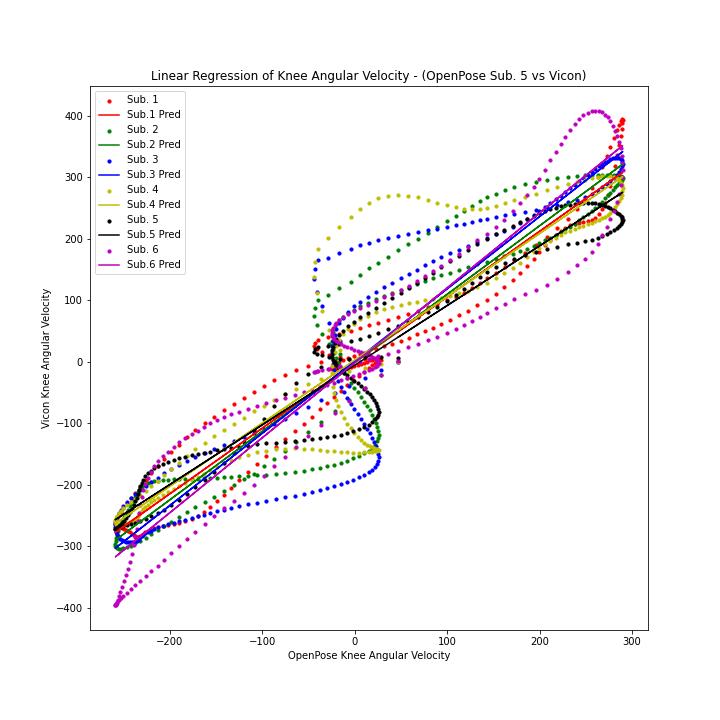 Linear Regression of Knee Angular Velocity - (OpenPose Sub. 5 vs Vicon)
Sub. 1
Sub.1 Pred
Sub. 2
Sub.2 Pred
Sub. 3
Sub.3 Pred
Sub. 4
Sub.4 Pred
Sub. 5
Sub.5 Pred
Sub. 6
Sub.6 Pred
Vicon Knee Angular Velocity
400
300
200
100
0
−100
−200
−300
−400
−200
−100
0
100
200
300
OpenPose Knee Angular Velocity